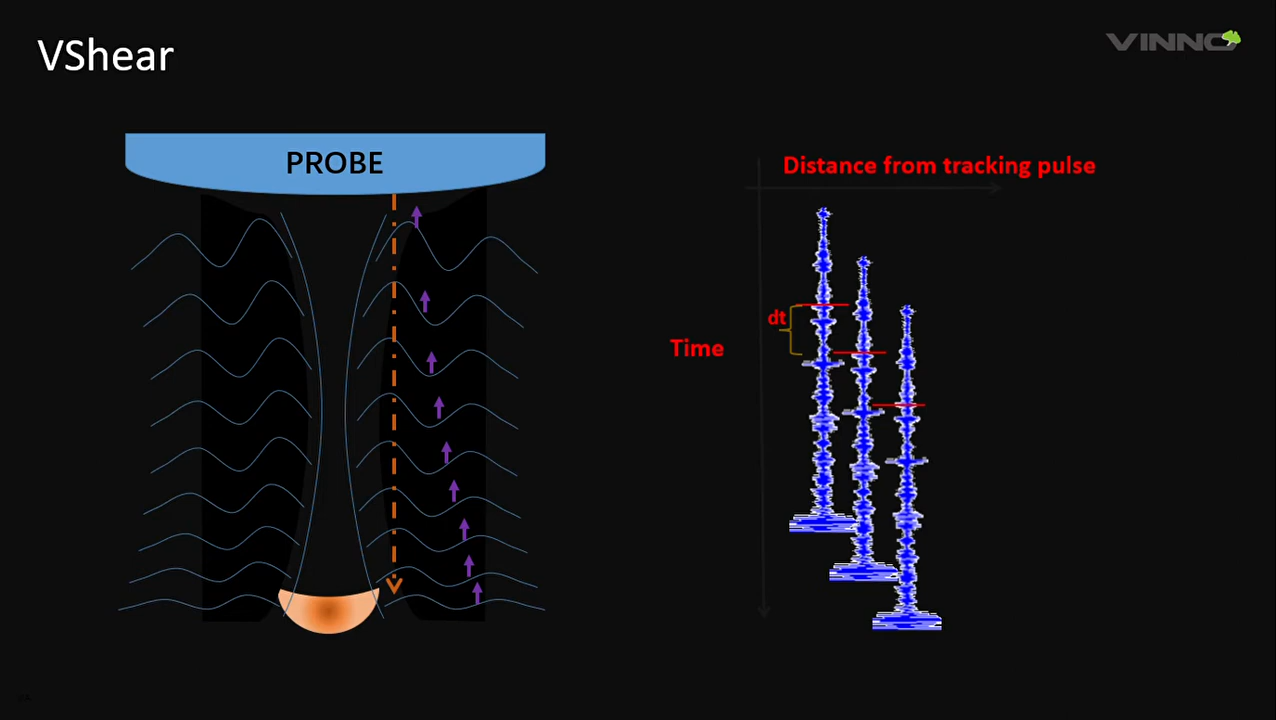 VShear
VINNO
PROBE
Distance from tracking pulse
dt
Time